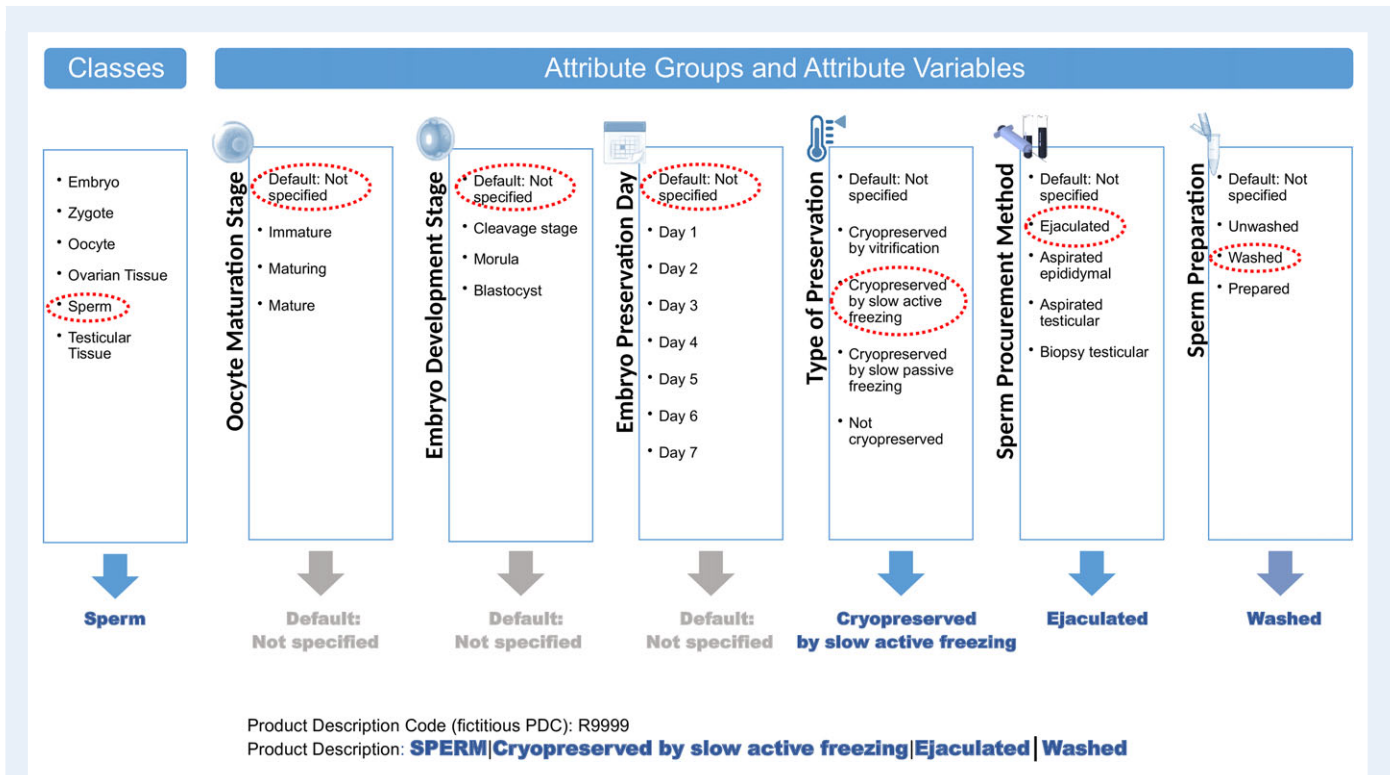 Classes
Attribute Groups and Attribute Variables
• Embryo
• Zygote
• Oocyte
• Ovarian Tissue
• Sperm
• Testicular
Tissue
Oocyte Maturation Stage
• Default: Not
specified
• Immature
• Maturing
• Mature
Embryo Development Stage
• Default: Not
specified
• Cleavage stage
• Morula
• Blastocyst
Embryo Preservation Day
• Default: Not
specified
• Day 1
• Day 2
• Day 3
• Day 4
• Day 5
• Day 6
• Day 7
Type of Preservation
• Default: Not
specified
• Cryopreserved
by vitrification
• Cryopreserved
by slow active
freezing
• Cryopreserved
by slow passive
freezing
• Not
cryopreserved
Sperm Procurement Method
• Default: Not
specified
• Ejaculated
• Aspirated
epididymal
• Aspirated
testicular
• Biopsy testicular
Sperm Preparation
• Default: Not
specified
• Unwashed
• Washed
• Prepared
Sperm
Default:
Not specified
Default:
Not specified
Default:
Not specified
Cryopreserved
by slow active freezing
Ejaculated
Washed
Product Description Code (fictitious PDC): R9999
Product Description: SPERM|Cryopreserved by slow active freezing|Ejaculated|Washed